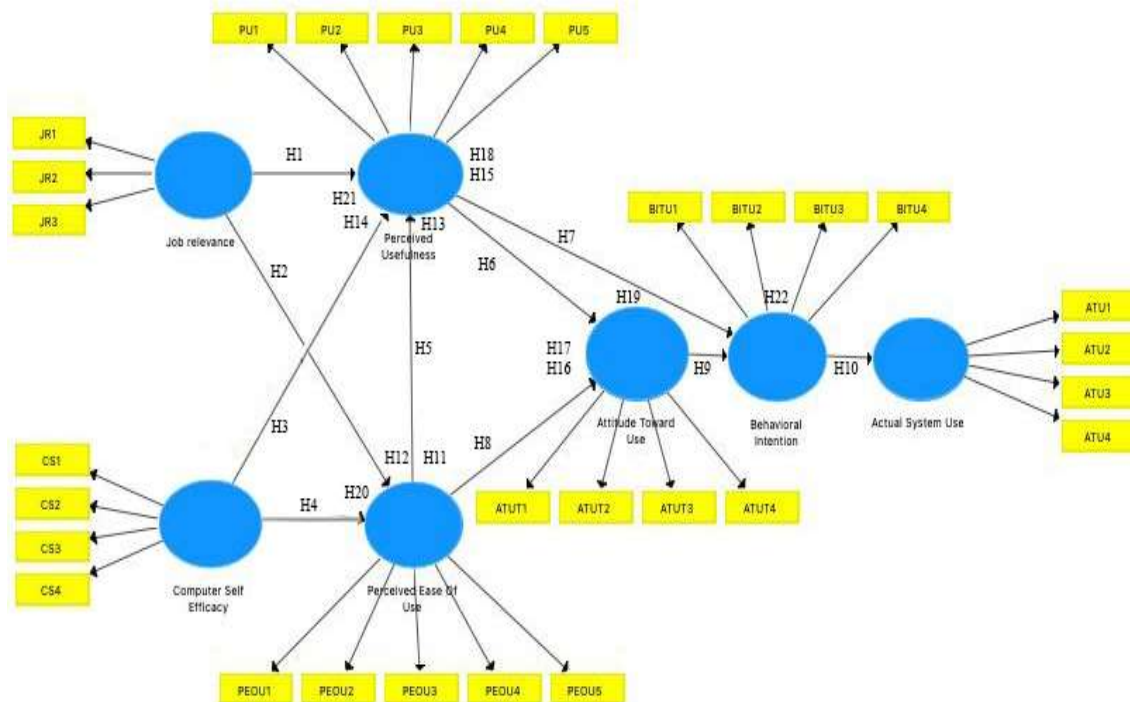 PU1
PU2
PU3
PU4
PU5
JR1
JR2
JR3
Job relevance
H1
H18
H15
H21
H14
H13
Perceived
Usefulness
BITU1
BITU2
BITU3
BITU4
H2
H7
H6
H19
H22
ATU1
ATU2
ATU3
ATU4
H5
H17
H16
H9
H10
H3
Attitude Toward
Use
Behavioral
Intention
Actual System Use
H8
H12
H11
CS1
CS2
CS3
CS4
H20
H4
ATUT1
ATUT2
ATUT3
ATUT4
Computer Self
Efficacy
Perceived Ease Of
Use
PEOU1
PEOU2
PEOU3
PEOU4
PEOU5